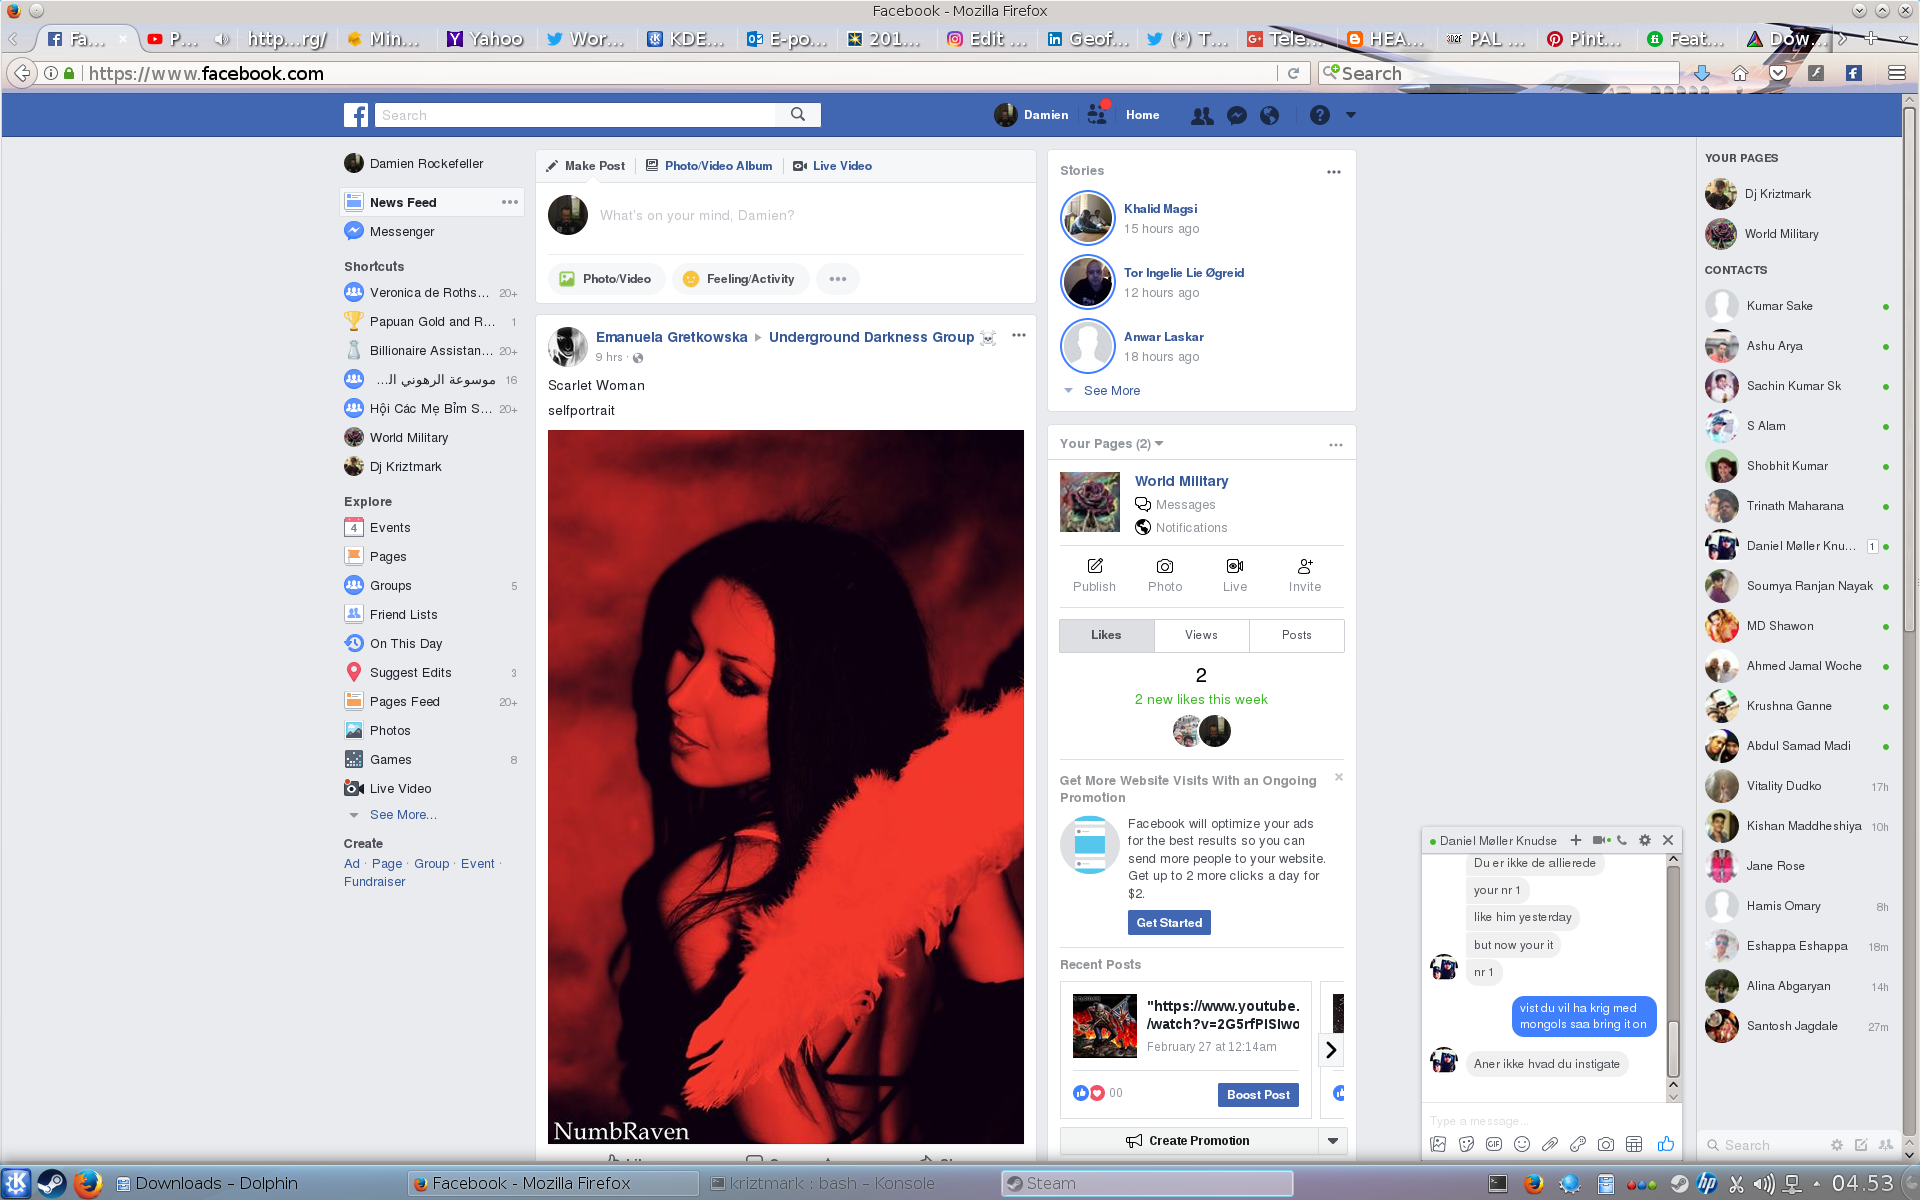 Facebook - Mozilla Firefox
Fa...
P...
http...rg/
Min...
Yahoo
Wor...
KDE...
E-po...
201...
Edit ...
Geof...
(*) T...
Tele...
HEA...
PAL ...
Pint...
Feat...
Dow...
https://www.facebook.com
Search
Search
Damien
Home
Damien Rockefeller
News Feed
Messenger
Shortcuts
Veronica de Roths... 20+
Papuan Gold and R... 1
Billionaire Assistan... 20+
موسوعة الرهوني ال... 16
Hội Các Mẹ Bỉm S... 20+
World Military
Dj Kriztmark
Explore
4 Events
Pages
Groups 5
Friend Lists
On This Day
Suggest Edits 3
Pages Feed 20+
Photos
Games 8
Live Video
See More...
Create
Ad · Page · Group · Event ·
Fundraiser
Make Post
Photo/Video Album
Live Video
What's on your mind, Damien?
Photo/Video
Feeling/Activity
Emanuela Gretkowska ▸ Underground Darkness Group ☠
9 hrs ·
Scarlet Woman
selfportrait
NumbRaven
Stories
Khalid Magsi
15 hours ago
Tor Ingelie Lie Øgreid
12 hours ago
Anwar Laskar
18 hours ago
See More
Your Pages (2)
World Military
Messages
Notifications
Publish
Photo
Live
Invite
Likes
Views
Posts
2
2 new likes this week
Get More Website Visits With an Ongoing
Promotion
Facebook will optimize your ads
for the best results so you can
send more people to your website.
Get up to 2 more clicks a day for
$2.
Get Started
Recent Posts
"https://www.youtube.
/watch?v=2G5rfPISIwo
February 27 at 12:14am
00
Boost Post
Create Promotion
YOUR PAGES
Dj Kriztmark
World Military
CONTACTS
Kumar Sake
Ashu Arya
Sachin Kumar Sk
S Alam
Shobhit Kumar
Trinath Maharana
Daniel Møller Knu... 1
Soumya Ranjan Nayak
MD Shawon
Ahmed Jamal Woche
Krushna Ganne
Abdul Samad Madi
Vitality Dudko 17h
Kishan Maddheshiya 10h
Jane Rose
Hamis Omary 8h
Eshappa Eshappa 18m
Alina Abgaryan 14h
Santosh Jagdale 27m
Search
Daniel Møller Knudse
Du er ikke de allierede
your nr 1
like him yesterday
but now your it
nr 1
vist du vil ha krig med
mongols saa bring it on
Aner ikke hvad du instigate
Type a message...
GIF
Downloads – Dolphin
Facebook - Mozilla Firefox
kriztmark : bash – Konsole
Steam
04.53